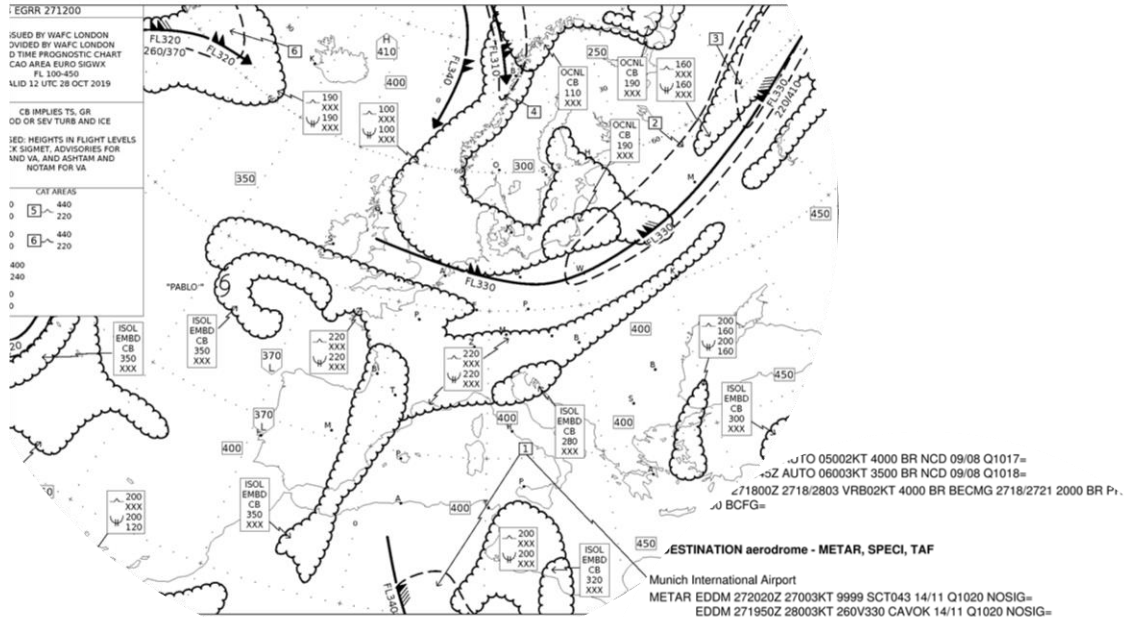 EGRR 271200
SSUED BY WAFC LONDON
OVIDED BY WAFC LONDON
D TIME PROGNOSTIC CHART
CAO AREA EURO SIGWX
FL 100-450
ALID 12 UTC 28 OCT 2019
CB IMPLIES TS, GR
OD OR SEV TURB AND ICE
SED: HEIGHTS IN FLIGHT LEVELS
K SIGMET, ADVISORIES FOR
AND VA, AND ASHTAM AND
NOTAM FOR VA
CAT AREAS
5 440
220
6 440
220
400
240
FL320
260/370
FL320
6
H
410
400
FL340
FL310
250
3
190
XXX
190
XXX
100
XXX
100
XXX
OCNL
CB
110
XXX
OCNL
CB
190
XXX
160
XXX
160
XXX
FL330
220/410
4
2
OCNL
CB
190
XXX
350
300
450
FL330
FL330
"PABLO"
ISOL
EMBD
CB
350
XXX
ISOL
EMBD
CB
350
XXX
220
XXX
220
XXX
370
L
220
XXX
220
XXX
400
200
160
200
160
450
ISOL
EMBD
CB
300
XXX
370
L
400
400
ISOL
EMBD
CB
280
XXX
400
1
ISOL
EMBD
CB
350
XXX
200
XXX
200
120
400
200
XXX
200
XXX
ISOL
EMBD
CB
320
XXX
450
FL340
AUTO 05002KT 4000 BR NCD 09/08 Q1017=
AUTO 06003KT 3500 BR NCD 09/08 Q1018=
271800Z 2718/2803 VRB02KT 4000 BR BECMG 2718/2721 2000 BR
BCFG=
DESTINATION aerodrome - METAR, SPECI, TAF
Munich International Airport
METAR EDDM 272020Z 27003KT 9999 SCT043 14/11 Q1020 NOSIG=
EDDM 271950Z 28003KT 260V330 CAVOK 14/11 Q1020 NOSIG=